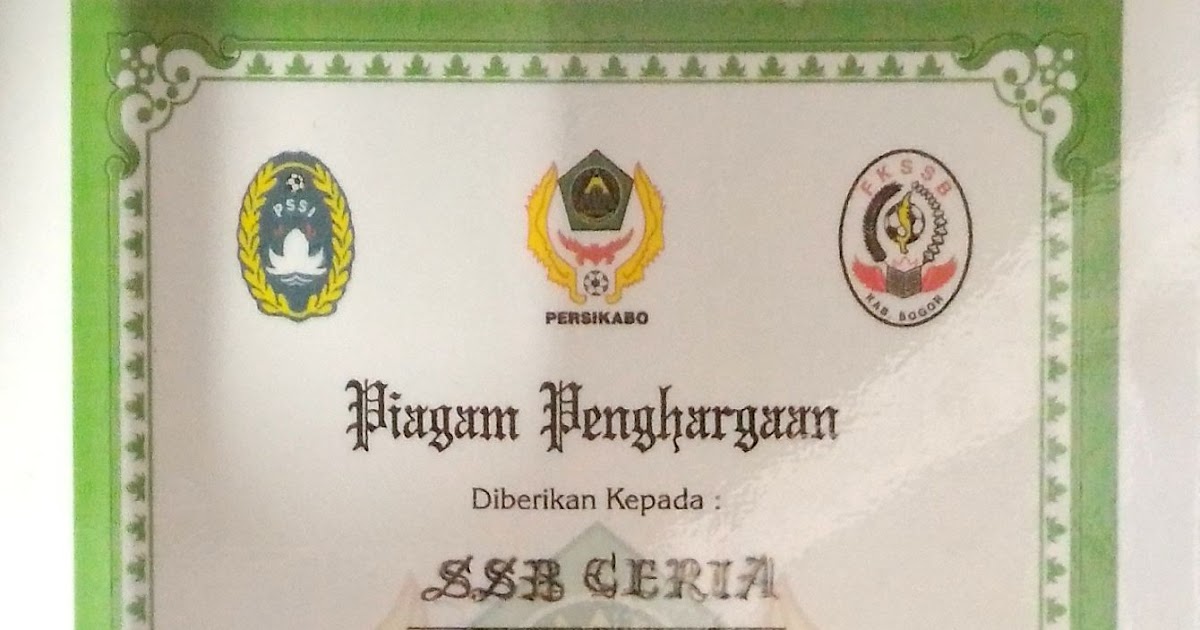 PSSI
PERSIKABO
FKSSB
KAB. BOGOR
Piagam Penghargaan
Diberikan Kepada :
SSB CERIA